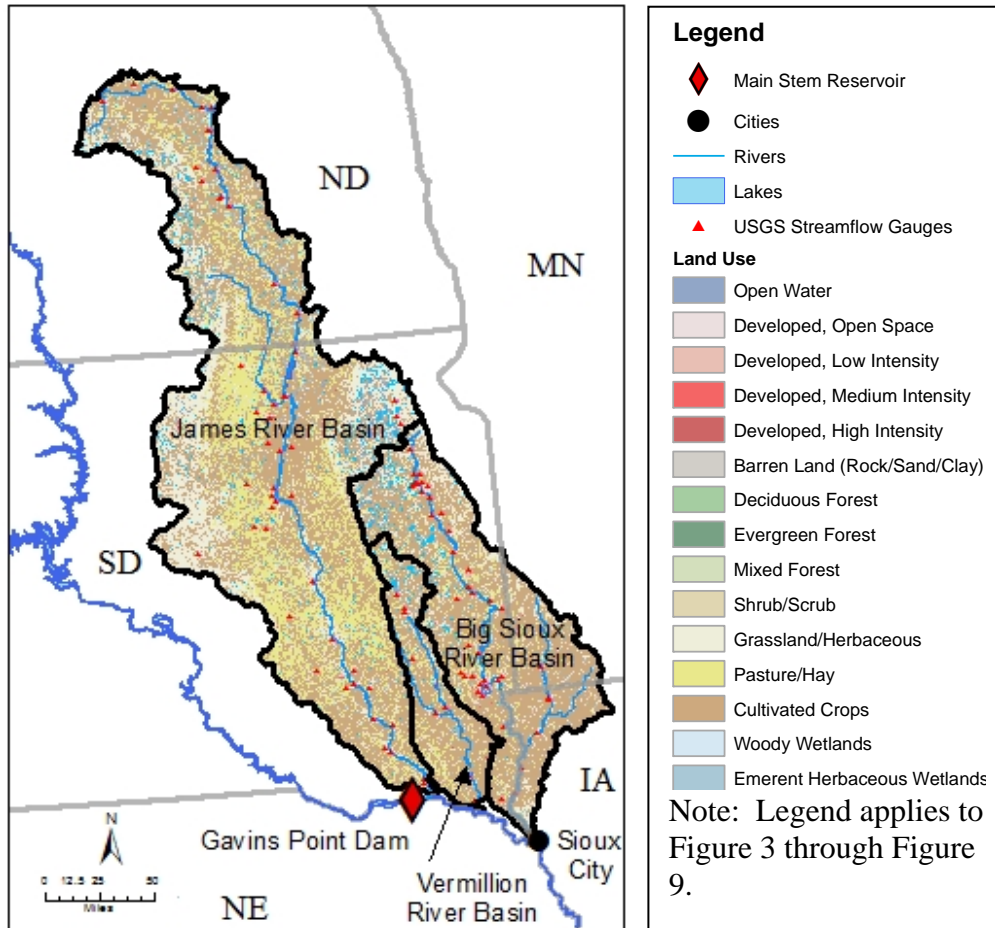 ND
MN
James River Basin
SD
Big Sioux
River Basin
IA
N
Gavins Point Dam
Sioux
City
Vermillion
River Basin
0 12.5 25 50
Miles
NE
Legend
Main Stem Reservoir
Cities
Rivers
Lakes
USGS Streamflow Gauges
Land Use
Open Water
Developed, Open Space
Developed, Low Intensity
Developed, Medium Intensity
Developed, High Intensity
Barren Land (Rock/Sand/Clay)
Deciduous Forest
Evergreen Forest
Mixed Forest
Shrub/Scrub
Grassland/Herbaceous
Pasture/Hay
Cultivated Crops
Woody Wetlands
Emerent Herbaceous Wetlands
Note: Legend applies to
Figure 3 through Figure
9.